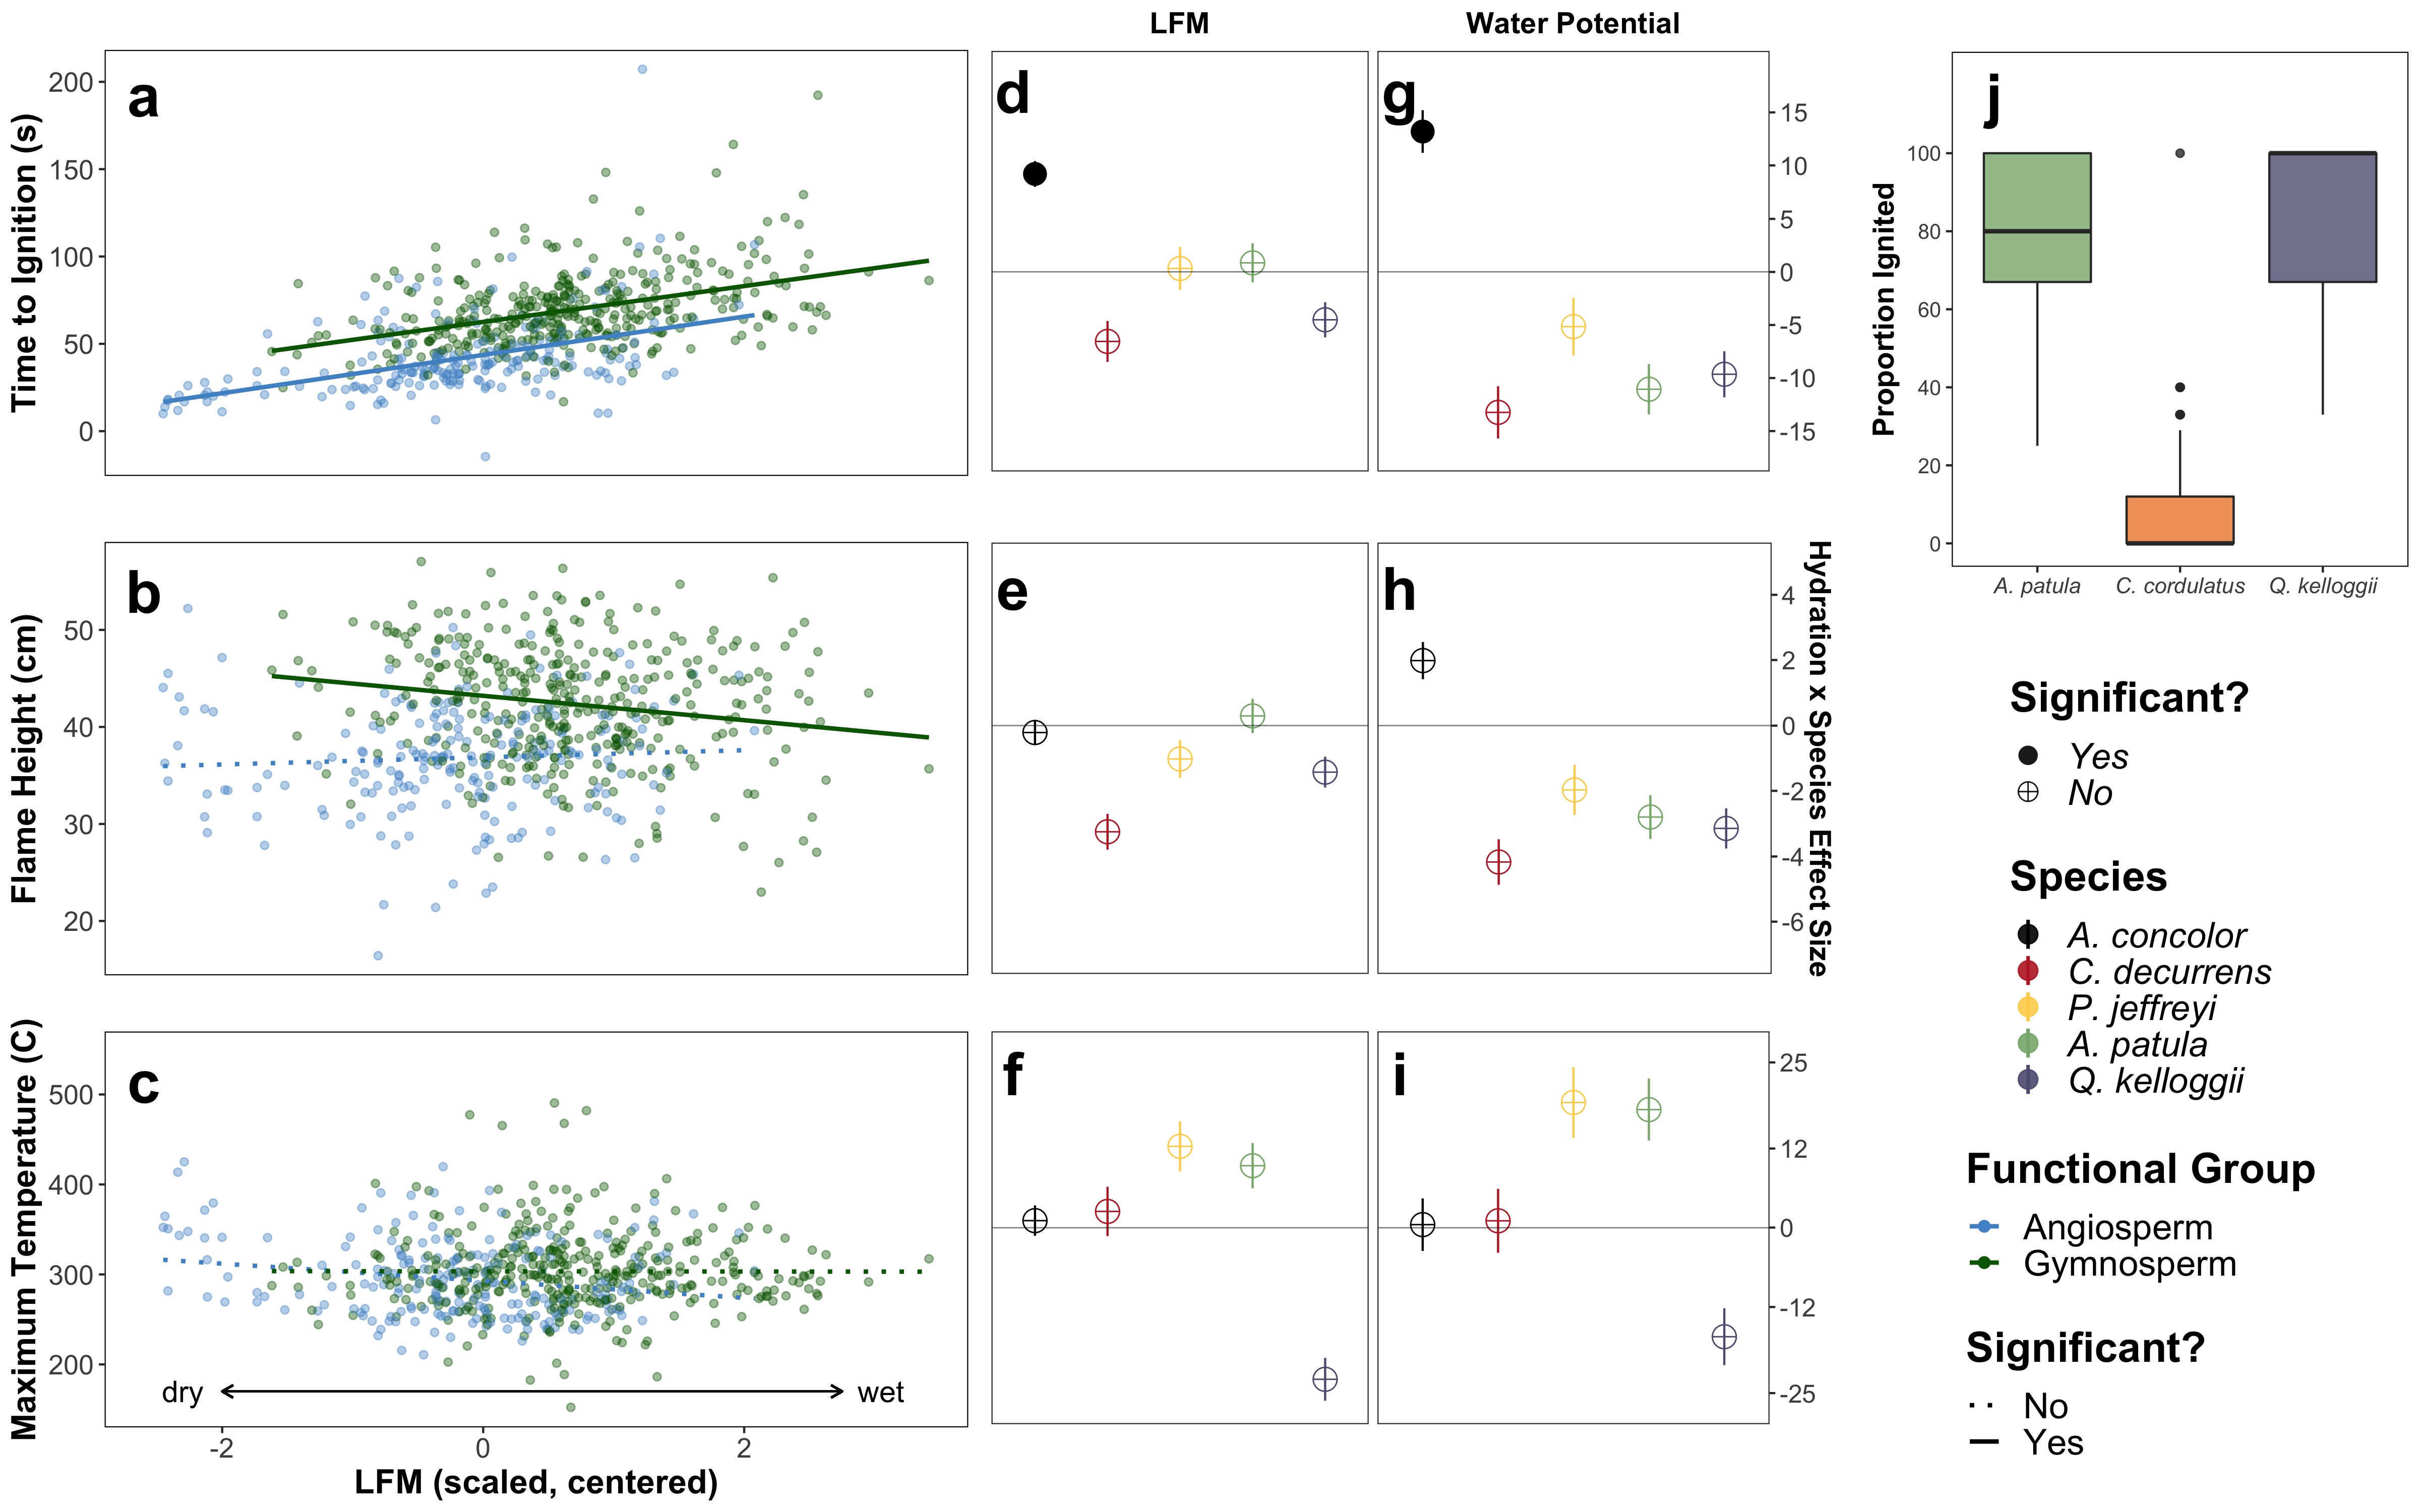 LFM
Water Potential
a
Time to Ignition (s)
200
150
100
50
0
d
g
15
10
5
0
-5
-10
-15
j
Proportion Ignited
100
80
60
40
20
0
A. patula
C. cordulatus
Q. kelloggii
b
Flame Height (cm)
50
40
30
20
e
h
4
2
0
-2
-4
-6
Hydration x Species Effect Size
c
Maximum Temperature (C)
500
400
300
200
dry
wet
-2
0
2
LFM (scaled, centered)
f
i
25
12
0
-12
-25
Significant?
Yes
No
Species
A. concolor
C. decurrens
P. jeffreyi
A. patula
Q. kelloggii
Functional Group
Angiosperm
Gymnosperm
Significant?
No
Yes